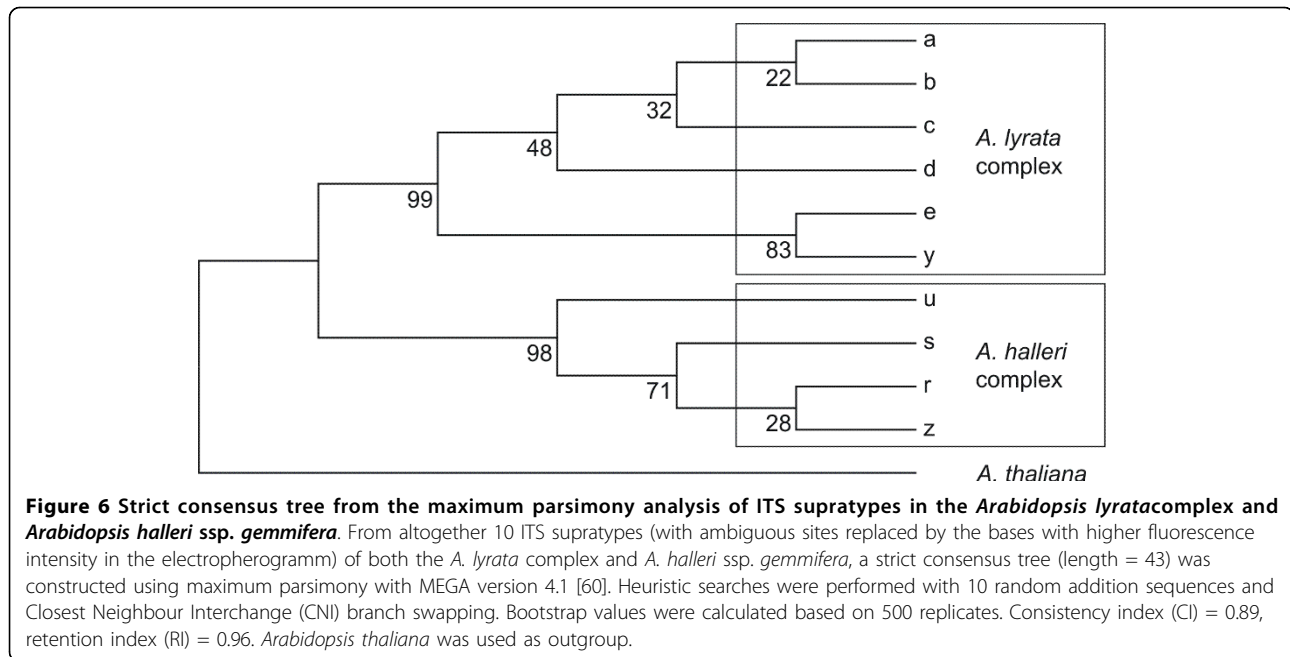 a
22
b
32
c
A. lyrata
complex
48
d
99
e
83
y
u
98
s
A. halleri
complex
71
r
28
z
A. thaliana
Figure 6 Strict consensus tree from the maximum parsimony analysis of ITS supratypes in the Arabidopsis lyratacomplex and
Arabidopsis halleri ssp. gemmifera. From altogether 10 ITS supratypes (with ambiguous sites replaced by the bases with higher fluorescence
intensity in the electropherogramm) of both the A. lyrata complex and A. halleri ssp. gemmifera, a strict consensus tree (length = 43) was
constructed using maximum parsimony with MEGA version 4.1 [60]. Heuristic searches were performed with 10 random addition sequences and
Closest Neighbour Interchange (CNI) branch swapping. Bootstrap values were calculated based on 500 replicates. Consistency index (CI) = 0.89,
retention index (RI) = 0.96. Arabidopsis thaliana was used as outgroup.